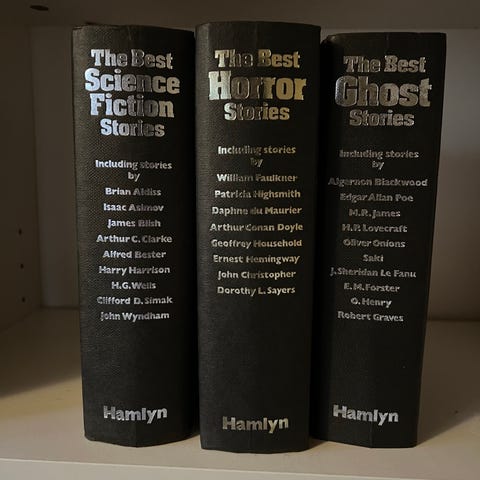 The Best
Science
Fiction
Stories
Including stories
by
Brian Aldiss
Isaac Asimov
James Blish
Arthur C. Clarke
Alfred Bester
Harry Harrison
H.G. Wells
Clifford D. Simak
John Wyndham
Hamlyn
The Best
Horror
Stories
Including stories
by
William Faulkner
Patricia Highsmith
Daphne du Maurier
Arthur Conan Doyle
Geoffrey Household
Ernest Hemingway
John Christopher
Dorothy L. Sayers
Hamlyn
The Best
Ghost
Stories
Including stories
by
Algernon Blackwood
Edgar Allan Poe
M.R. James
H.P. Lovecraft
Oliver Onions
Saki
J. Sheridan Le Fanu
E.M. Forster
O. Henry
Robert Graves
Hamlyn